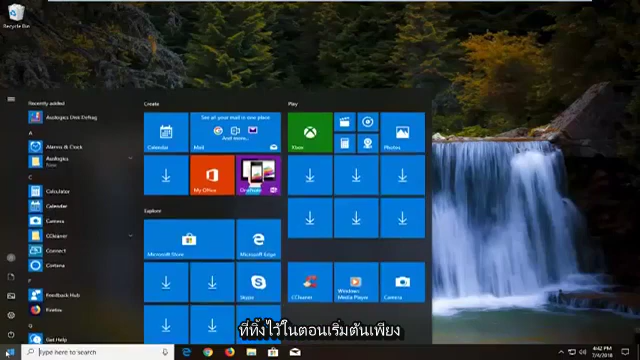 Recycle Bin
Recently added
Auslogics Disk Defrag
A
Alarms & Clock
Auslogics
New
C
Calculator
Calendar
Camera
CCleaner
Connect
Cortana
F
Feedback Hub
Firefox
G
Get Help
Create
Calendar
See all your mail in one place
And more...
Mail
My Office
OneNote
Explore
Microsoft Store
Microsoft Edge
Skype
Play
Xbox
Photos
CCleaner
Windows Media Player
Camera
ที่ทิ้งไว้ในตอนเริ่มต้นเพียง
Type here to search
4:42 PM
7/4/2018